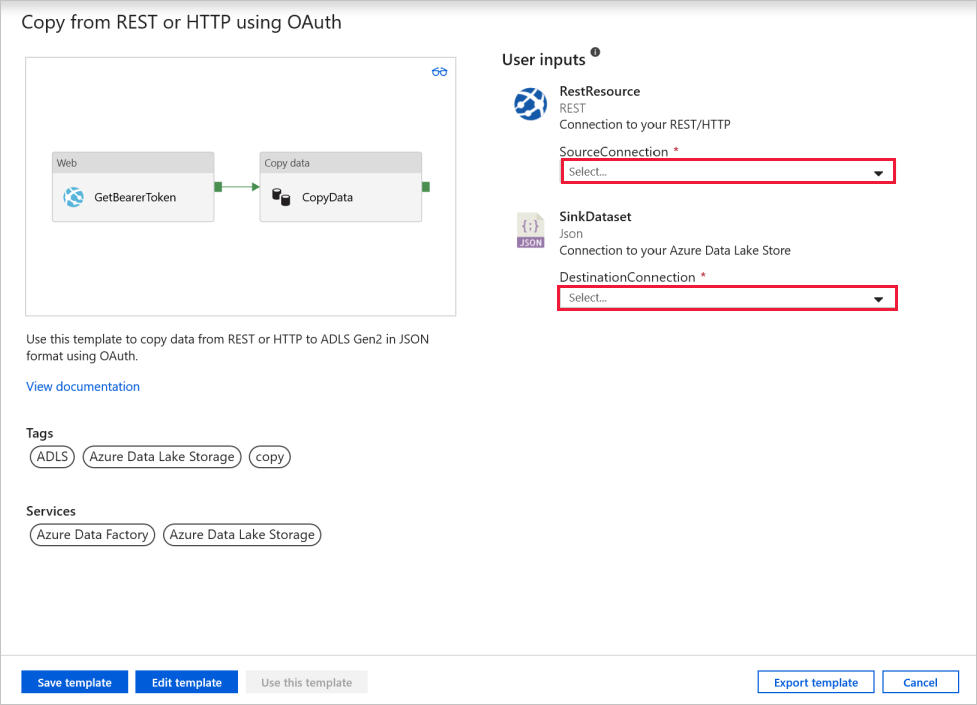 Copy from REST or HTTP using OAuth
Web
GetBearerToken
Copy data
CopyData
Use this template to copy data from REST or HTTP to ADLS Gen2 in JSON
format using OAuth.
View documentation
Tags
ADLS
Azure Data Lake Storage
copy
Services
Azure Data Factory
Azure Data Lake Storage
User inputs
RestResource
REST
Connection to your REST/HTTP
SourceConnection *
Select...
{;}
JSON
SinkDataset
Json
Connection to your Azure Data Lake Store
DestinationConnection *
Select...
Save template
Edit template
Use this template
Export template
Cancel